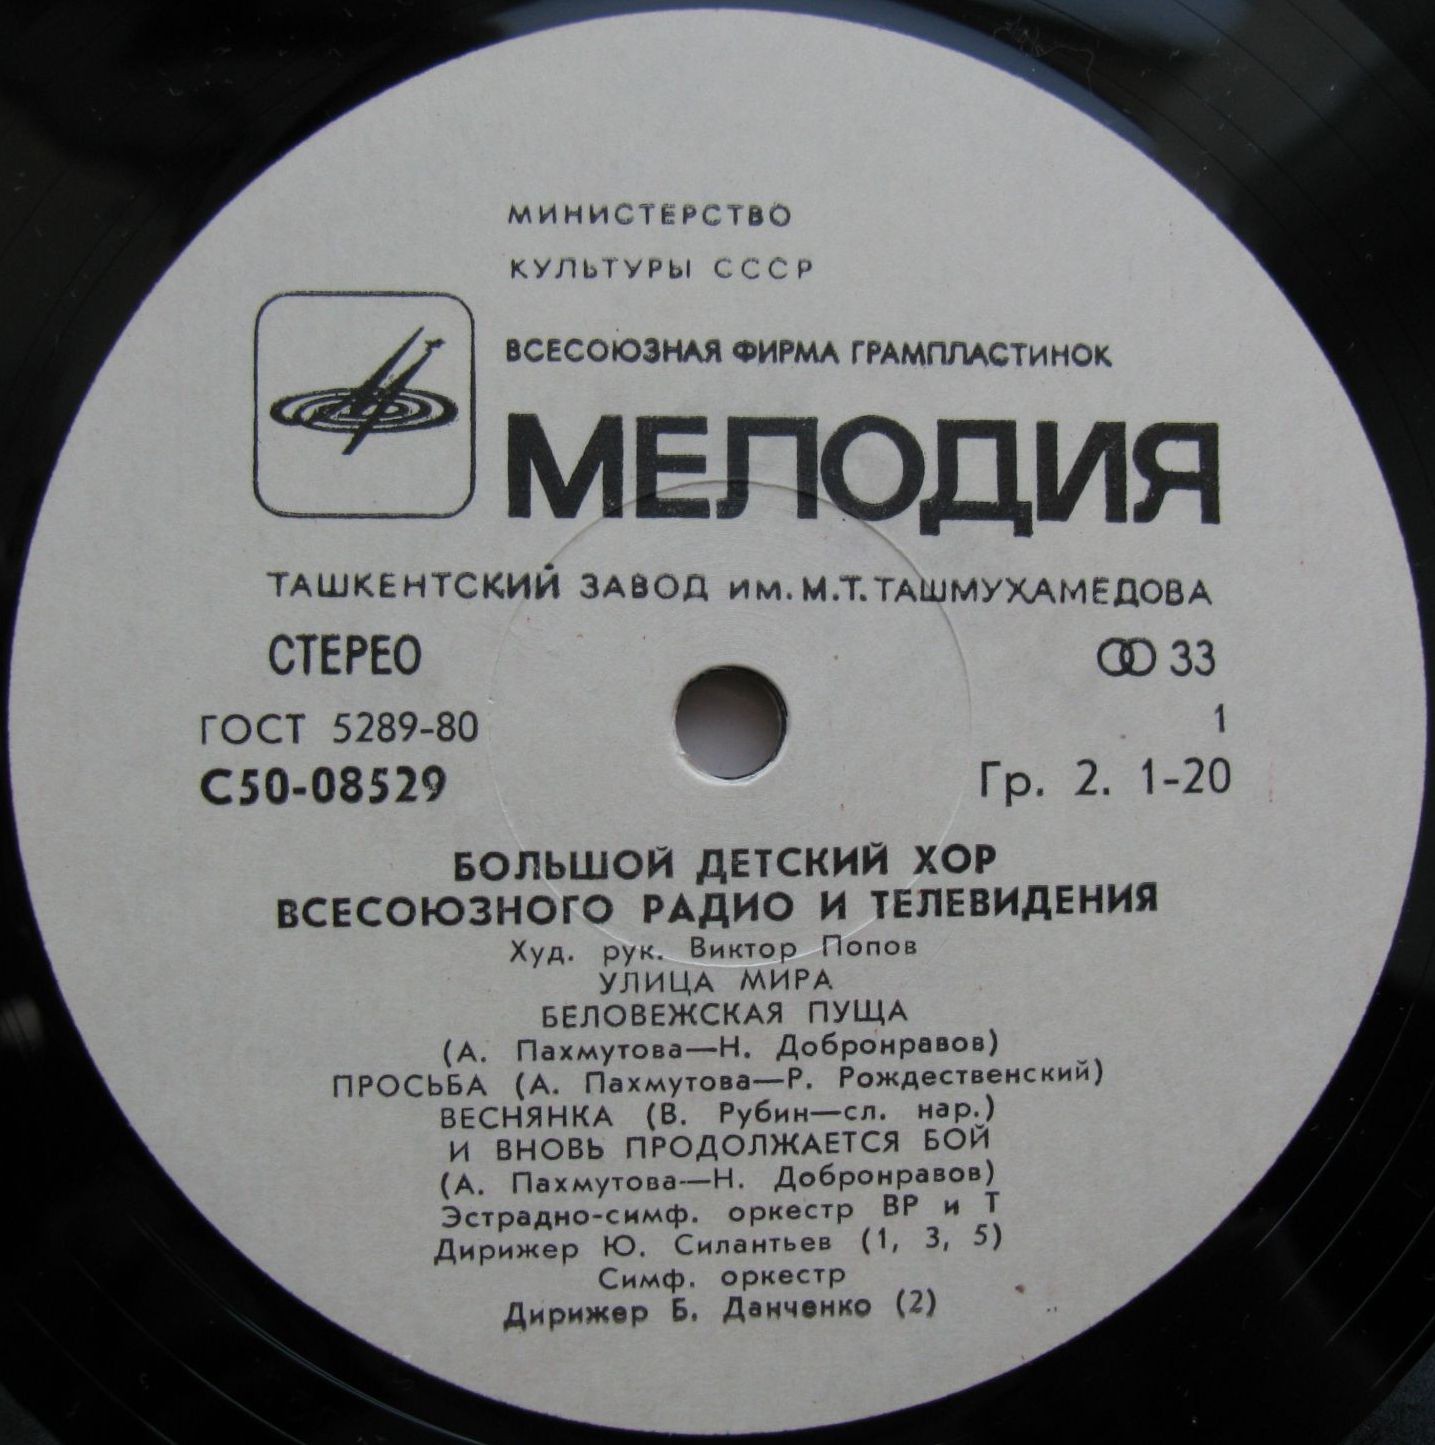 МИНИСТЕРСТВО
КУЛЬТУРЫ СССР
ВСЕСОЮЗНАЯ ФИРМА ГРАМПЛАСТИНОК
МЕЛОДИЯ
ТАШКЕНТСКИЙ ЗАВОД ИМ. М.Т. ТАШМУХАМЕДОВА
СТЕРЕО 33
ГОСТ 5289-80 1
С50-08529 Гр. 2. 1-20
БОЛЬШОЙ ДЕТСКИЙ ХОР
ВСЕСОЮЗНОГО РАДИО И ТЕЛЕВИДЕНИЯ
Худ. рук. Виктор Попов
УЛИЦА МИРА
БЕЛОВЕЖСКАЯ ПУЩА
(А. Пахмутова—Н. Добронравов)
ПРОСЬБА (А. Пахмутова—Р. Рождественский)
ВЕСНЯНКА (В. Рубин—сл. нар.)
И ВНОВЬ ПРОДОЛЖАЕТСЯ БОЙ
(А. Пахмутова—Н. Добронравов)
Эстрадно-симф. оркестр ВР и Т
Дирижер Ю. Силантьев (1, 3, 5)
Симф. оркестр
Дирижер Б. Данченко (2)